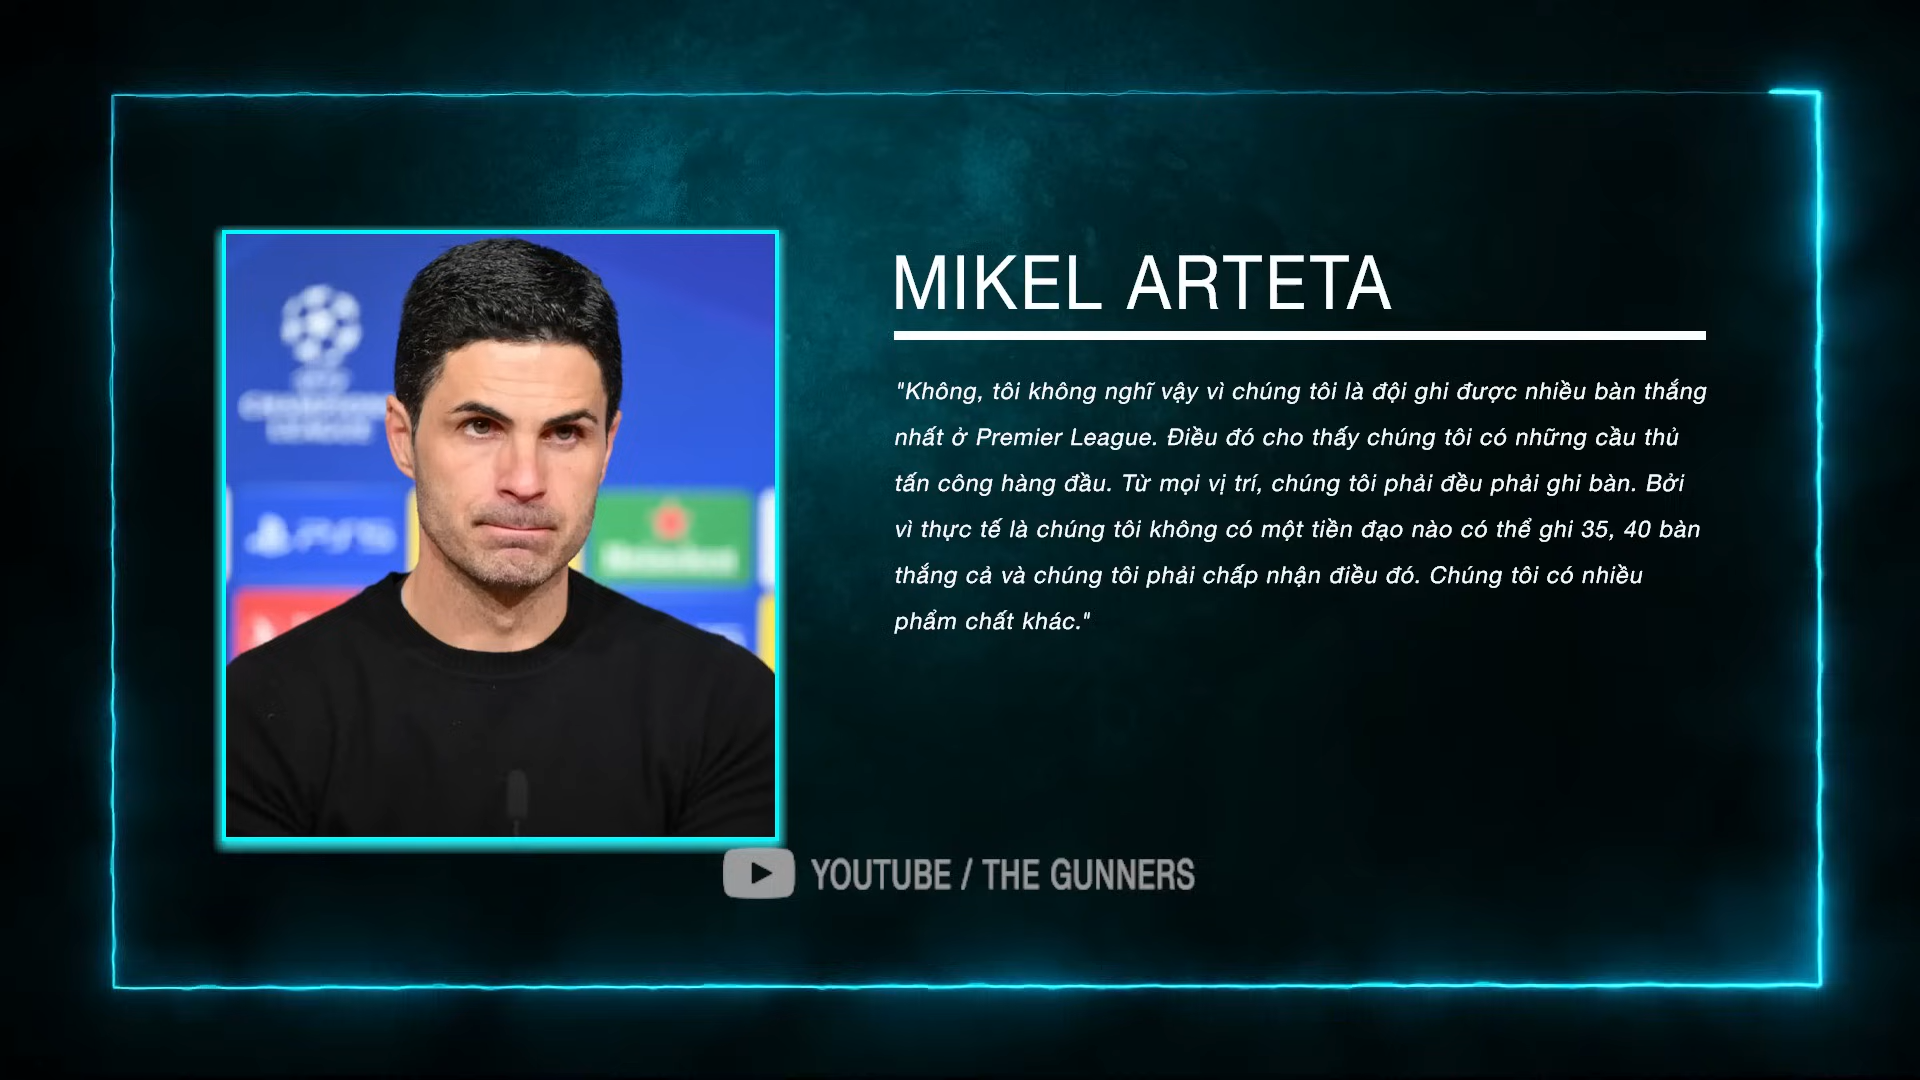 MIKEL ARTETA
"Không, tôi không nghĩ vậy vì chúng tôi là đội ghi được nhiều bàn thắng
nhất ở Premier League. Điều đó cho thấy chúng tôi có những cầu thủ
tấn công hàng đầu. Từ mọi vị trí, chúng tôi phải đều phải ghi bàn. Bởi
vì thực tế là chúng tôi không có một tiền đạo nào có thể ghi 35, 40 bàn
thắng cả và chúng tôi phải chấp nhận điều đó. Chúng tôi có nhiều
phẩm chất khác."
CHAMPIONS
LEAGUE
PS5
Heineken
YOUTUBE / THE GUNNERS